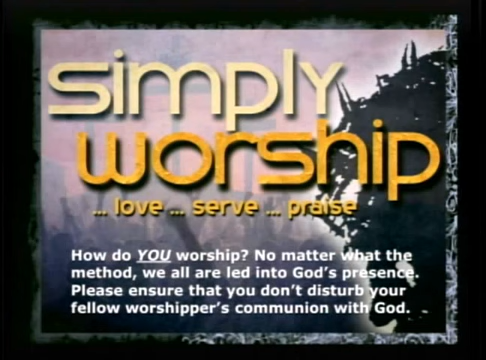 simply
worship
... love ... serve ... praise
How do YOU worship? No matter what the
method, we all are led into God's presence.
Please ensure that you don't disturb your
fellow worshipper's communion with God.